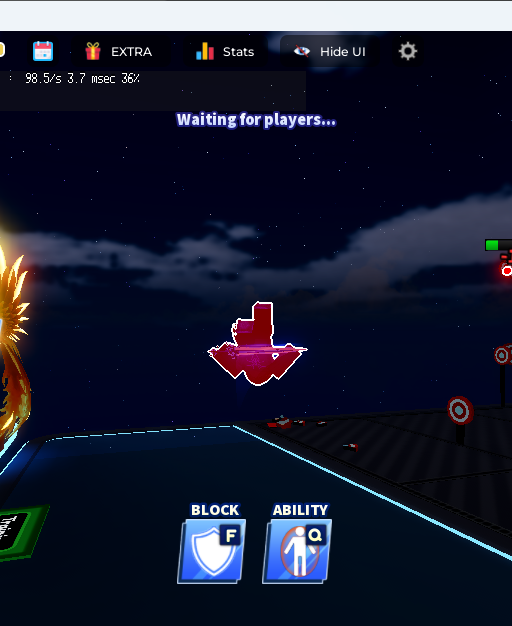 EXTRA
Stats
Hide UI
: 98.5/s 3.7 msec 36%
Waiting for players...
BLOCK
ABILITY
F
Q